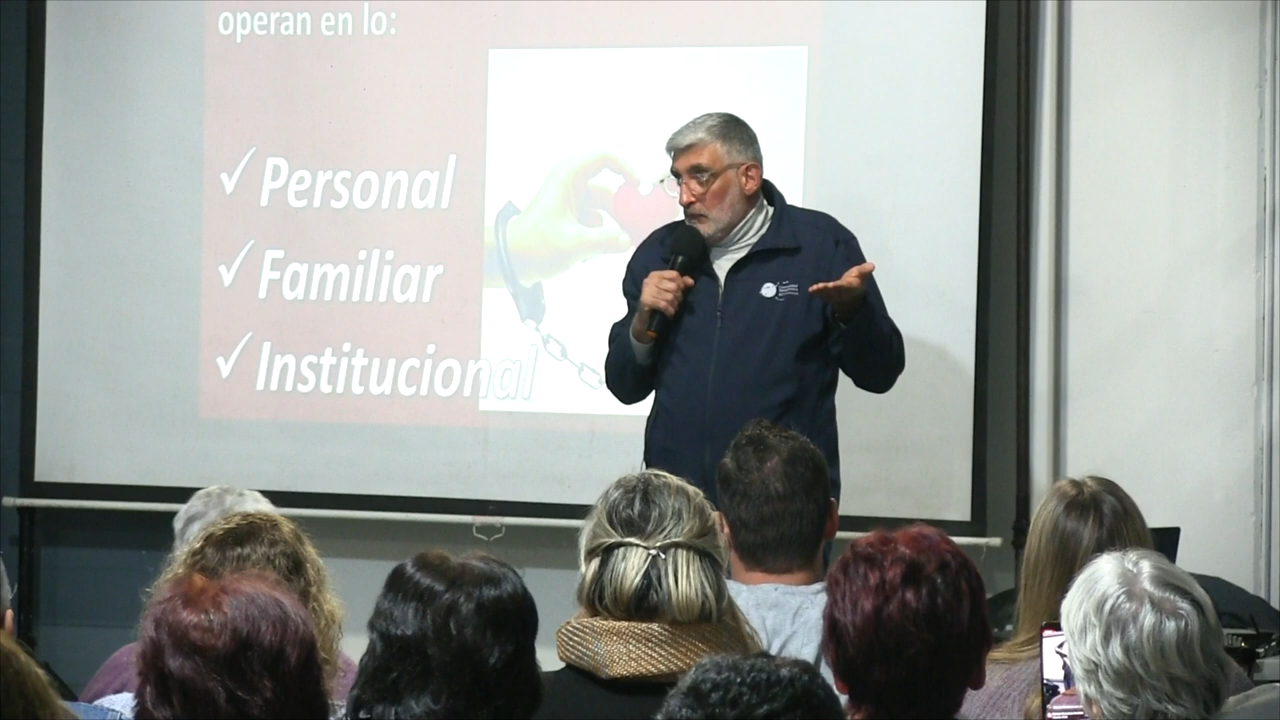 operan en lo:
✓ Personal
✓ Familiar
✓ Institucional